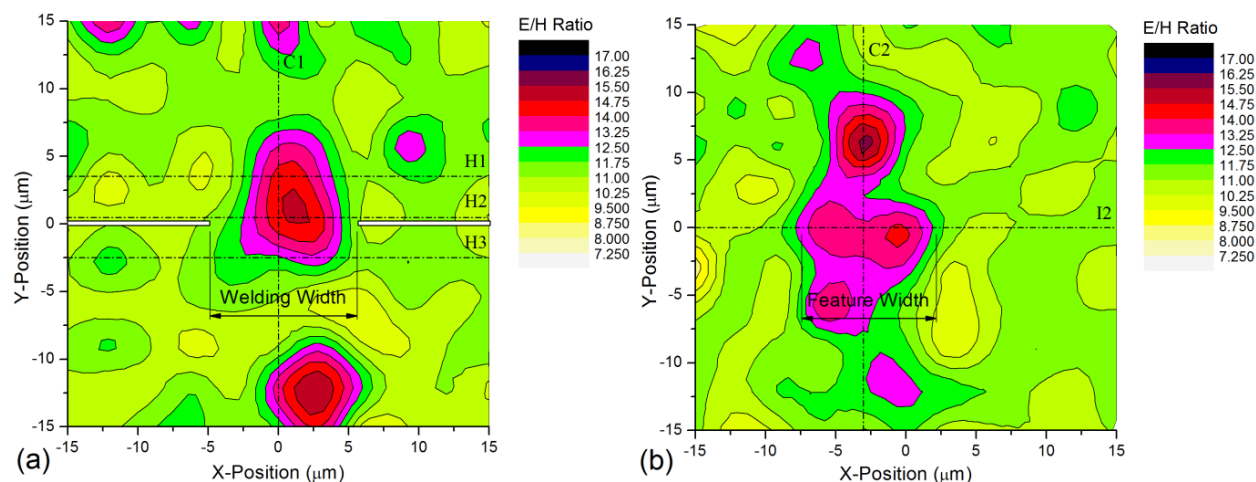 E/H Ratio
17.00
16.25
15.50
14.75
14.00
13.25
12.50
11.75
11.00
10.25
9.500
8.750
8.000
7.250
15
10
5
0
-5
-10
-15
Y-Position (μm)
C1
H1
H2
H3
Welding Width
-15 -10 -5 0 5 10 15
X-Position (μm)
(a)
E/H Ratio
17.00
16.25
15.50
14.75
14.00
13.25
12.50
11.75
11.00
10.25
9.500
8.750
8.000
7.250
15
10
5
0
-5
-10
-15
Y-Position (μm)
C2
I2
Feature Width
-15 -10 -5 0 5 10 15
X-Position (μm)
(b)